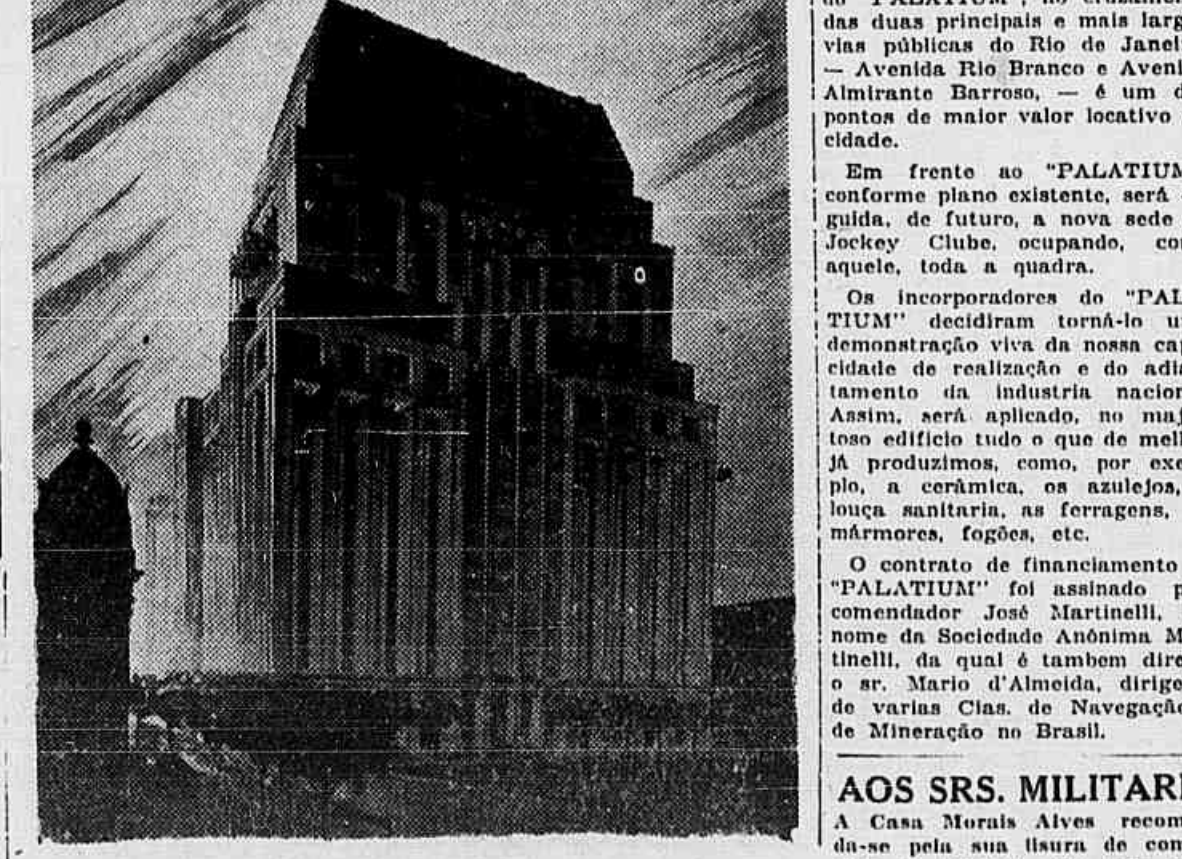 do "PALATIUM", no cruzamen
das duas principais e mais larg
vias públicas do Rio de Janei
— Avenida Rio Branco e Aveni
Almirante Barroso, — é um d
pontos de maior valor locativo
cidade.
Em frente ao "PALATIUM
conforme plano existente, será
guida, de futuro, a nova sede
Jockey Clube, ocupando, co
aquele, toda a quadra.
Os incorporadores do "PAL
TIUM" decidiram torná-lo u
demonstração viva da nossa cap
cidade de realização e do adia
tamento da industria nacion
Assim, será aplicado, no maj
toso edificio tudo o que de mel
já produzimos, como, por exe
plo, a cerâmica, os azulejos,
louça sanitaria, as ferragens,
mármores, fogões, etc.
O contrato de financiamento
"PALATIUM" foi assinado p
comendador José Martinelli,
nome da Sociedade Anônima M
tinelli, da qual é tambem dire
o sr. Mario d'Almeida, dirige
de varias Cias. de Navegaçã
de Mineração no Brasil.
AOS SRS. MILITAR
A Casa Morais Alves recom
da-se pela sua lisura de con